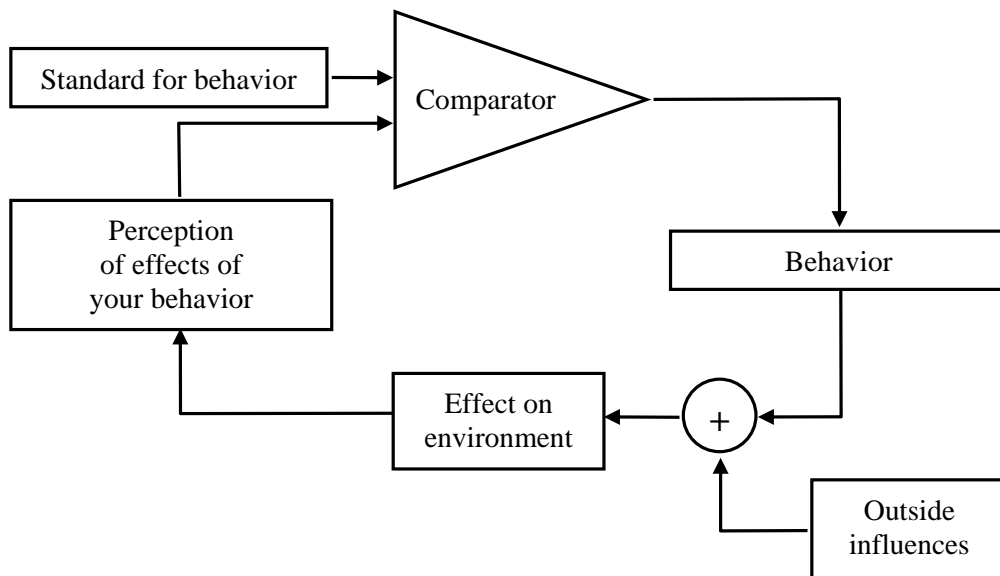 Standard for behavior
Comparator
Perception
of effects of
your behavior
Behavior
Effect on
environment
+
Outside
influences